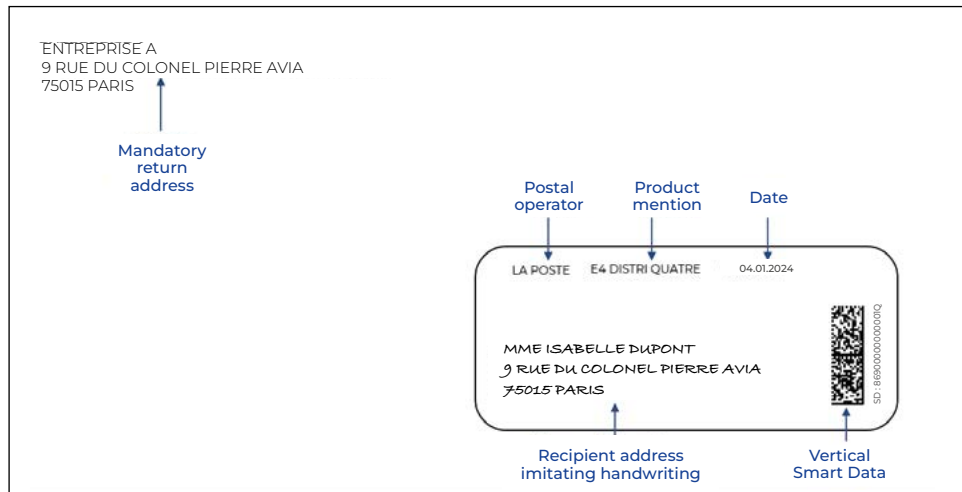 ENTREPRISE A
9 RUE DU COLONEL PIERRE AVIA
75015 PARIS
Mandatory
return
address
Postal
operator
Product
mention
Date
LA POSTE E4 DISTRI QUATRE 04.01.2024
MME ISABELLE DUPONT
9 RUE DU COLONEL PIERRE AVIA
75015 PARIS
Recipient address
imitating handwriting
Vertical
Smart Data